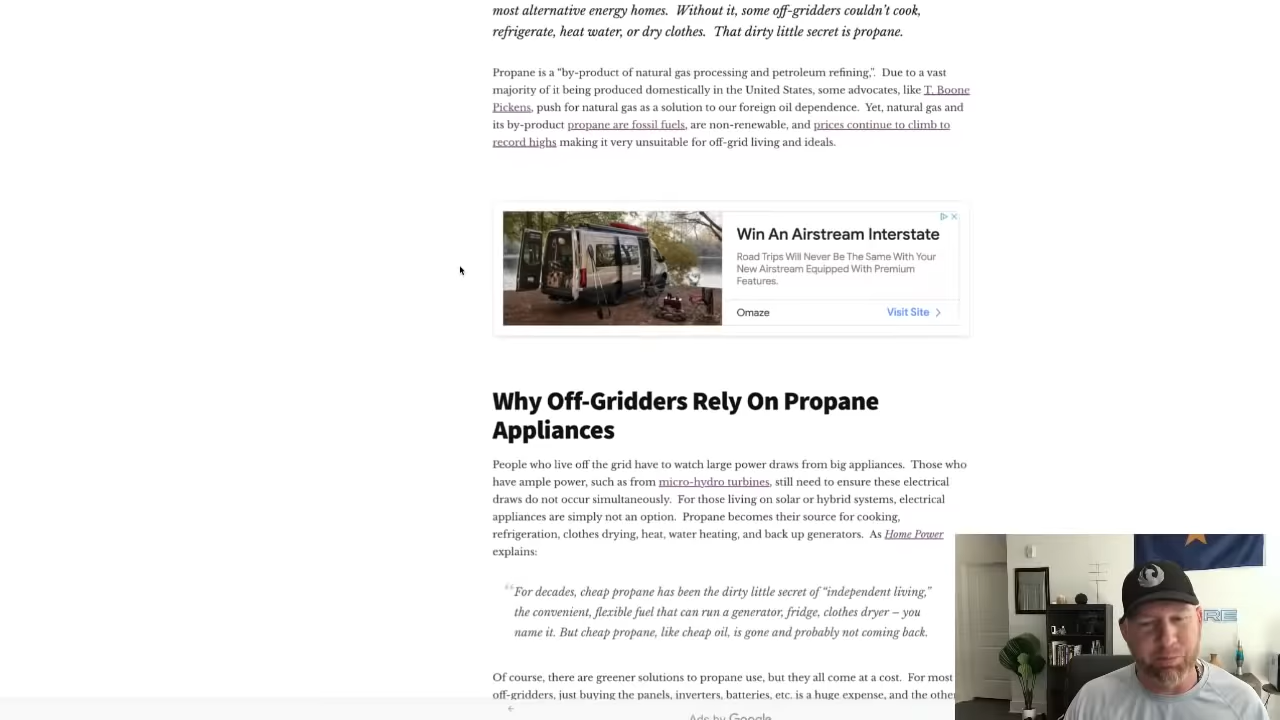 most alternative energy homes.  Without it, some off-gridders couldn't cook,
refrigerate, heat water, or dry clothes.  That dirty little secret is propane.
Propane is a "by-product of natural gas processing and petroleum refining,".  Due to a vast
majority of it being produced domestically in the United States, some advocates, like T. Boone
Pickens, push for natural gas as a solution to our foreign oil dependence.  Yet, natural gas and
its by-product propane are fossil fuels, are non-renewable, and prices continue to climb to
record highs making it very unsuitable for off-grid living and ideals.
Win An Airstream Interstate
Road Trips Will Never Be The Same With Your
New Airstream Equipped With Premium
Features.
Omaze
Visit Site
Why Off-Gridders Rely On Propane
Appliances
People who live off the grid have to watch large power draws from big appliances.  Those who
have ample power, such as from micro-hydro turbines, still need to ensure these electrical
draws do not occur simultaneously.  For those living on solar or hybrid systems, electrical
appliances are simply not an option.  Propane becomes their source for cooking,
refrigeration, clothes drying, heat, water heating, and back up generators.  As Home Power
explains:
"For decades, cheap propane has been the dirty little secret of "independent living,"
the convenient, flexible fuel that can run a generator, fridge, clothes dryer – you
name it. But cheap propane, like cheap oil, is gone and probably not coming back.
Of course, there are greener solutions to propane use, but they all come at a cost.  For most
off-gridders, just buying the panels, inverters, batteries, etc. is a huge expense, and the other
Ads by Google
RE